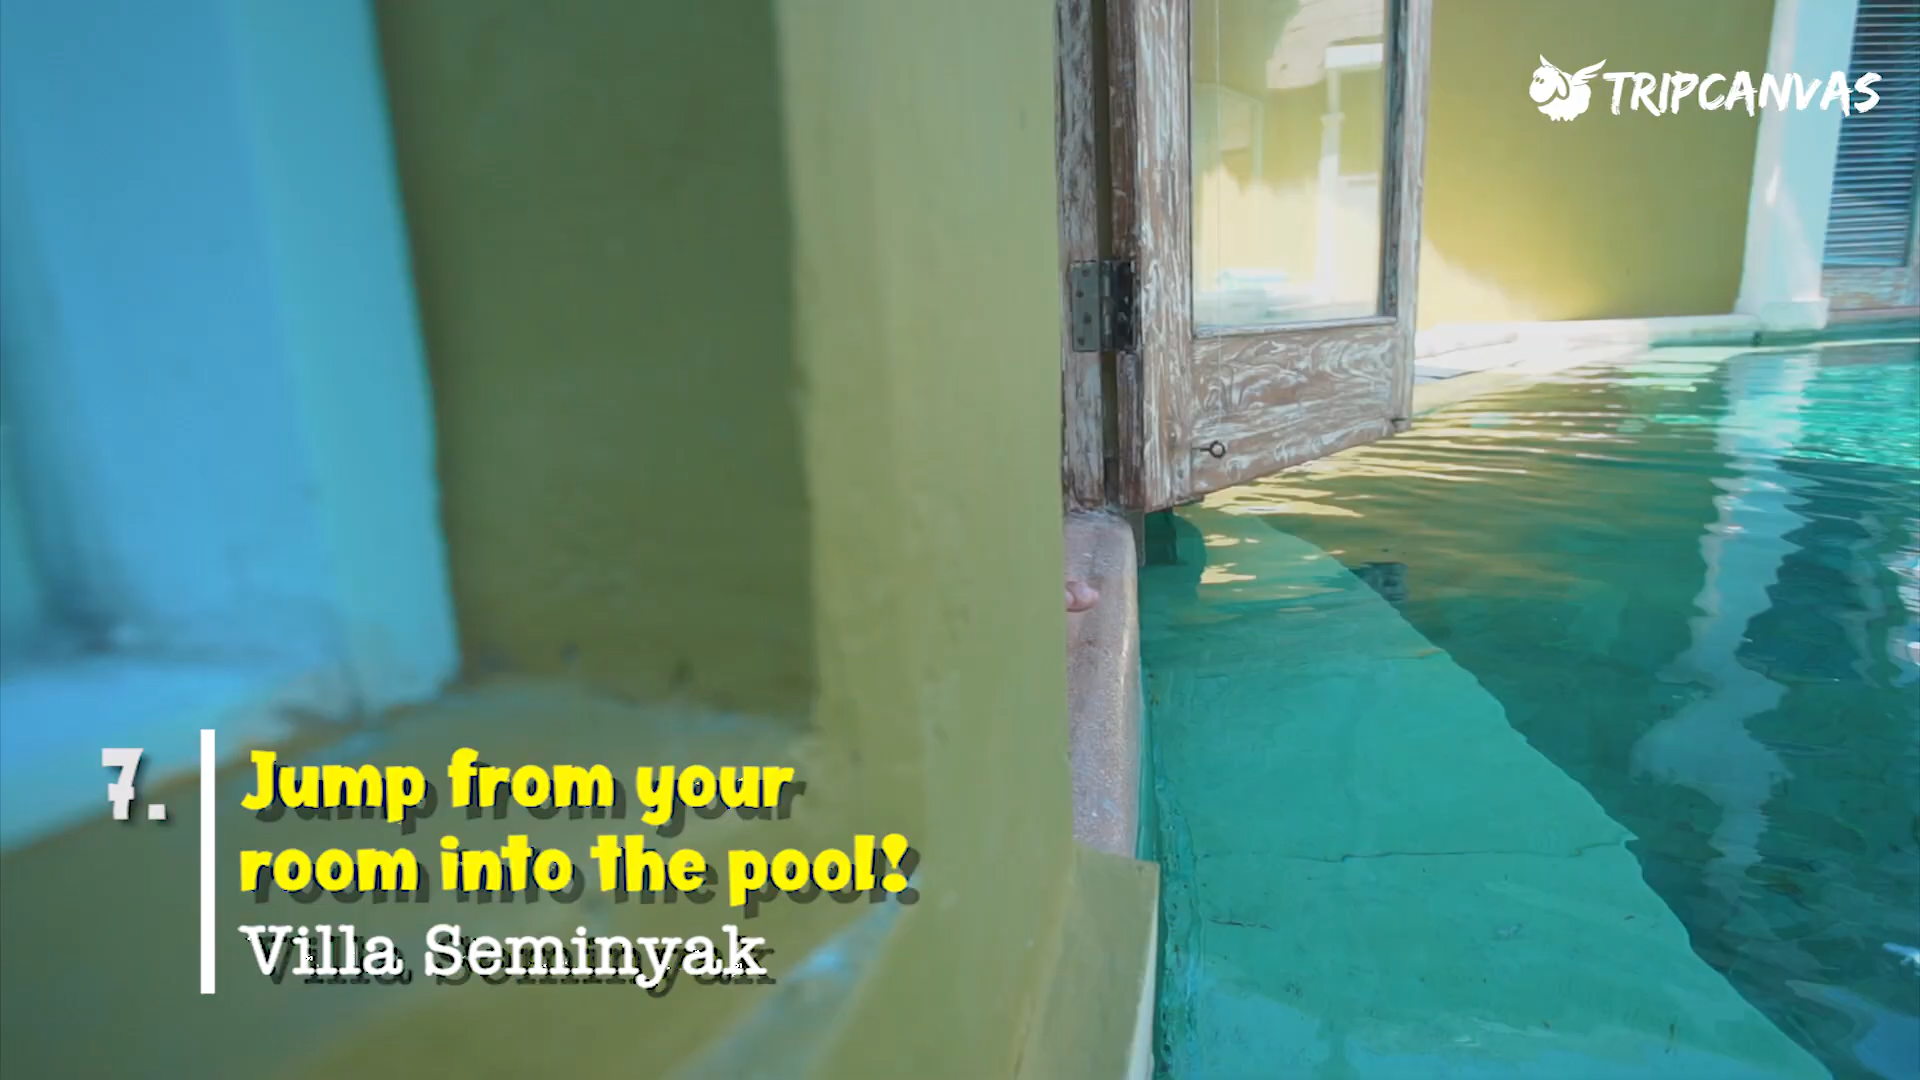 TRIPCANVAS
7.
Jump from your
room into the pool!
Villa Seminyak